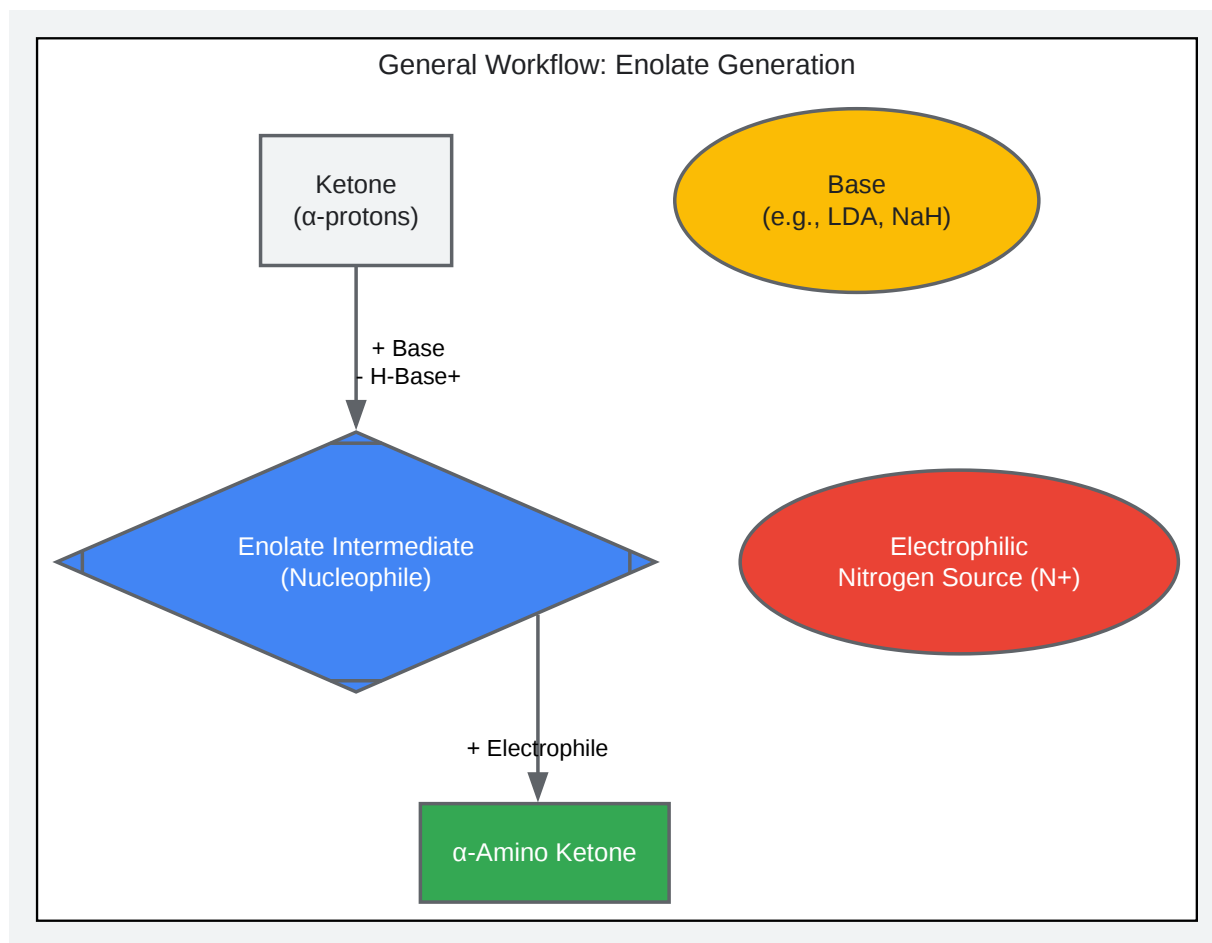 General Workflow: Enolate Generation
Ketone
(α-protons)
Base
(e.g., LDA, NaH)
+ Base
- H-Base+
Enolate Intermediate
(Nucleophile)
Electrophilic
Nitrogen Source (N+)
+ Electrophile
α-Amino Ketone